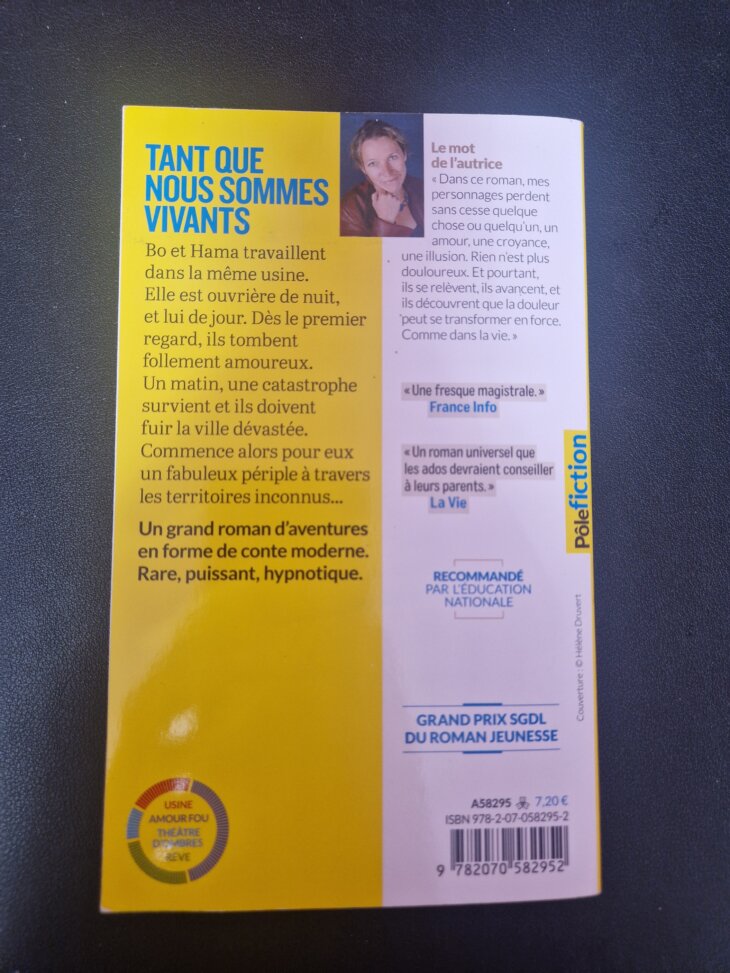 TANT QUE
NOUS SOMMES
VIVANTS
Bo et Hama travaillent
dans la même usine.
Elle est ouvrière de nuit,
et lui de jour. Dès le premier
regard, ils tombent
follement amoureux.
Un matin, une catastrophe
survient et ils doivent
fuir la ville dévastée.
Commence alors pour eux
un fabuleux périple à travers
les territoires inconnus...
Un grand roman d'aventures
en forme de conte moderne.
Rare, puissant, hypnotique.
USINE
AMOUR FOU
THÉÂTRE
D'OMBRES
RÊVE
Le mot
de l'autrice
« Dans ce roman, mes
personnages perdent
sans cesse quelque
chose ou quelqu'un, un
amour, une croyance,
une illusion. Rien n'est plus
douloureux. Et pourtant,
ils se relèvent, ils avancent, et
ils découvrent que la douleur
peut se transformer en force.
Comme dans la vie. »
« Une fresque magistrale. »
France Info
« Un roman universel que
les ados devraient conseiller
à leurs parents. »
La Vie
RECOMMANDÉ
PAR L'ÉDUCATION
NATIONALE
GRAND PRIX SGDL
DU ROMAN JEUNESSE
A58295 7,20 €
ISBN 978-2-07-058295-2
9 782070 582952
Pôle fiction
Couverture : © Hélène Druvert